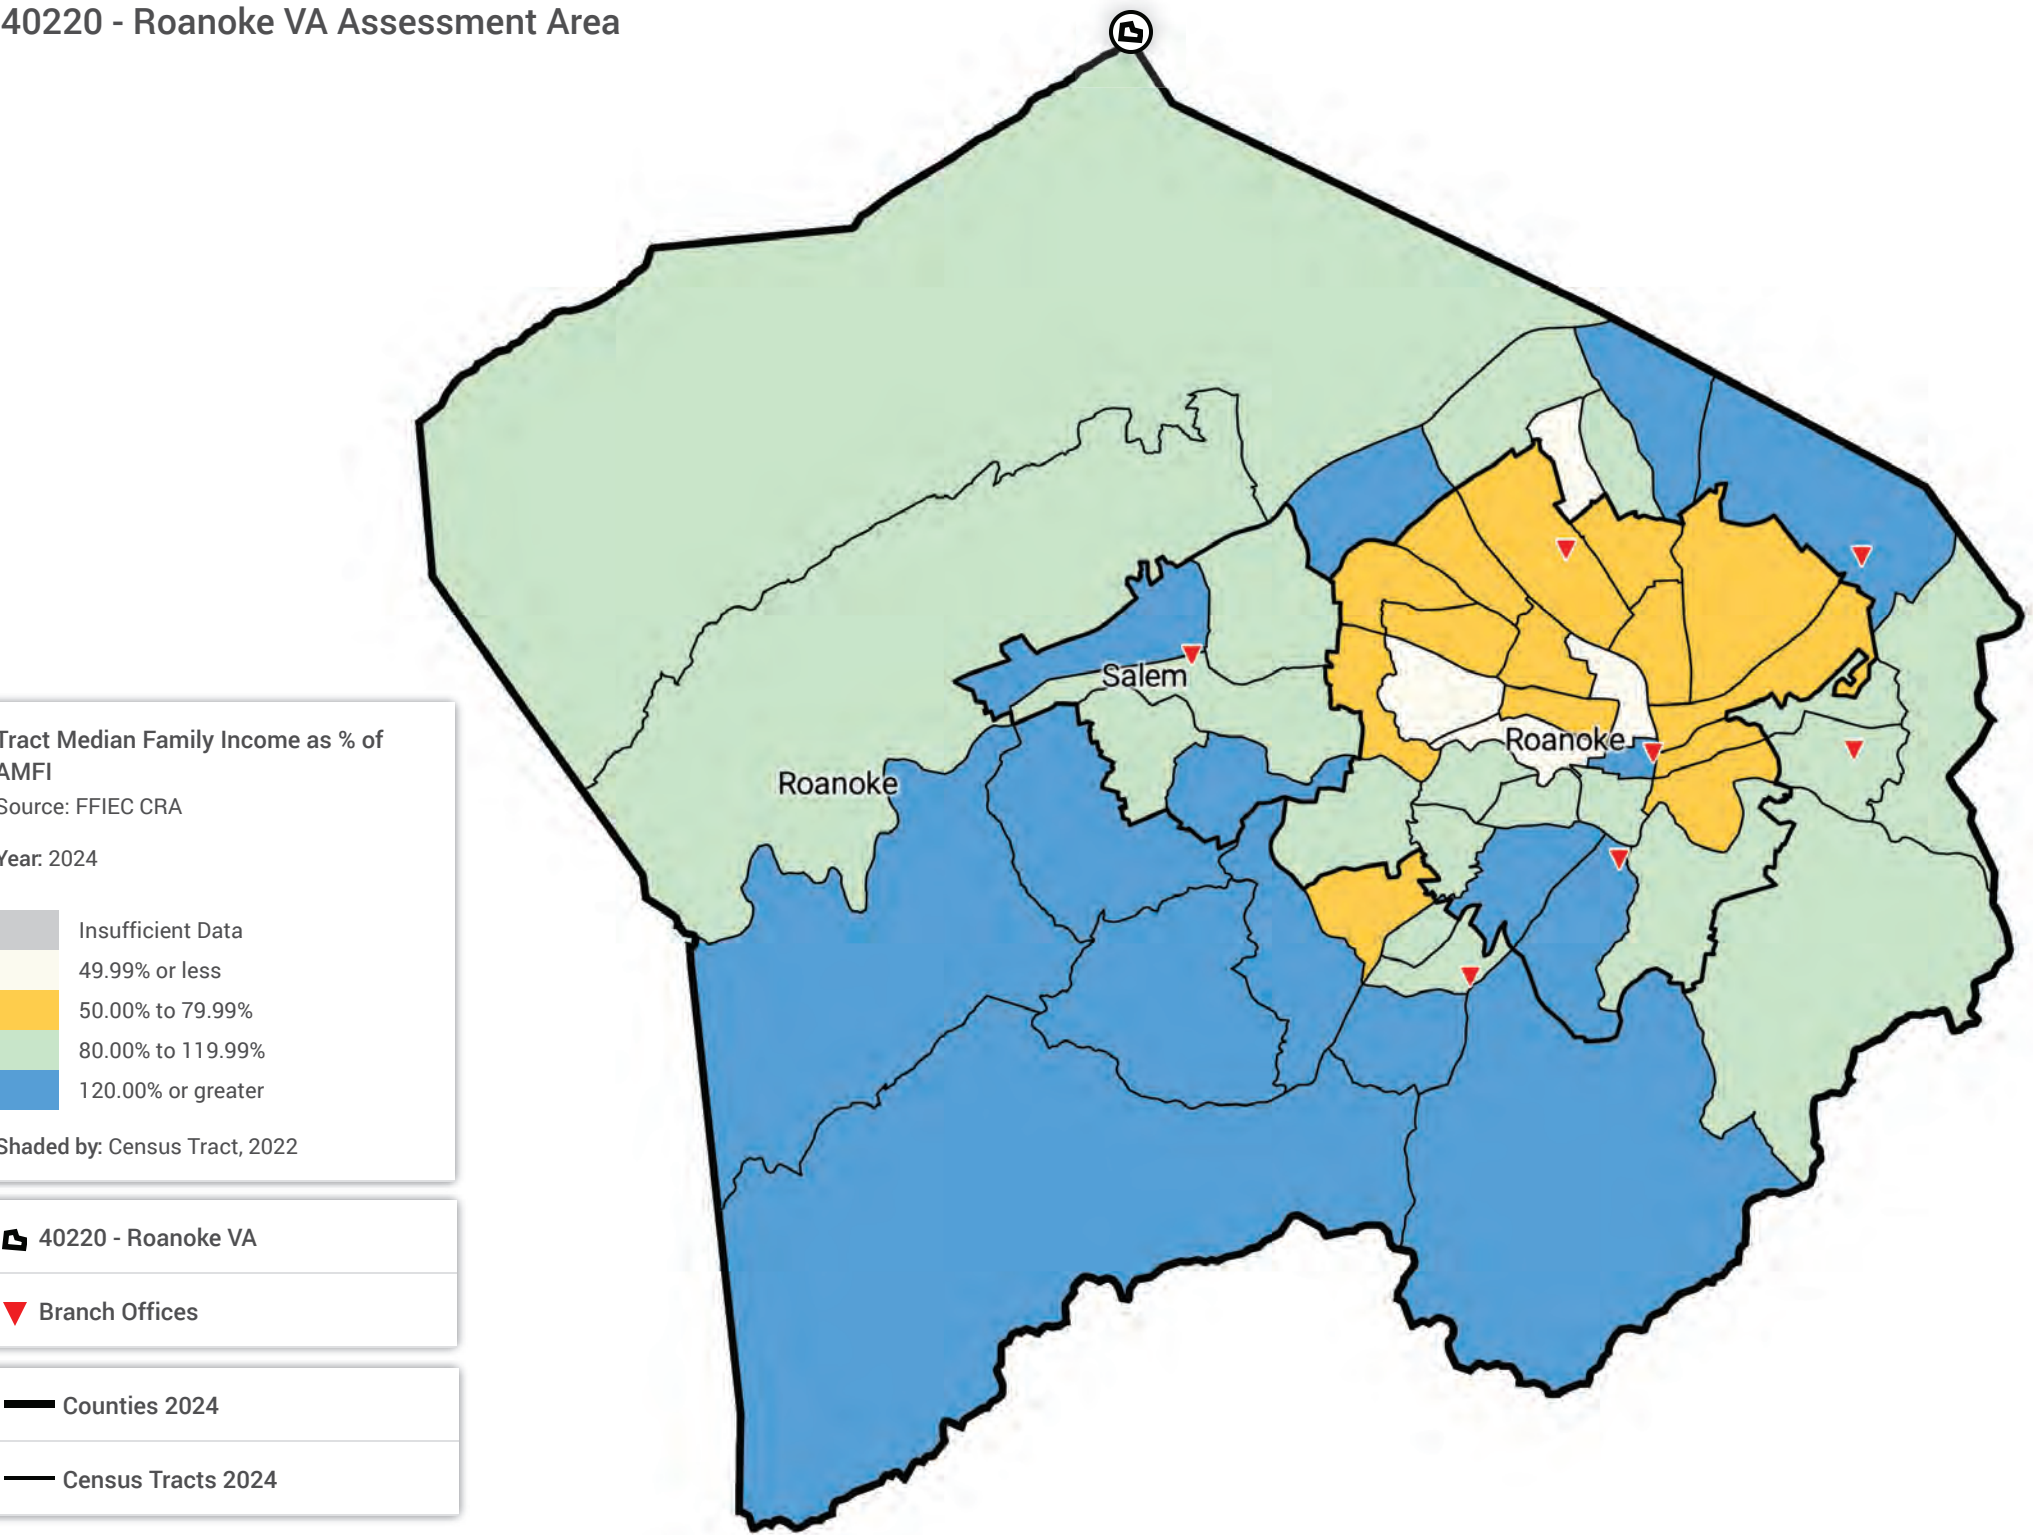 40220 - Roanoke VA Assessment Area
Salem
Roanoke
Roanoke
Tract Median Family Income as % of
AMFI
Source: FFIEC CRA
Year: 2024
Insufficient Data
49.99% or less
50.00% to 79.99%
80.00% to 119.99%
120.00% or greater
Shaded by: Census Tract, 2022
40220 - Roanoke VA
Branch Offices
Counties 2024
Census Tracts 2024